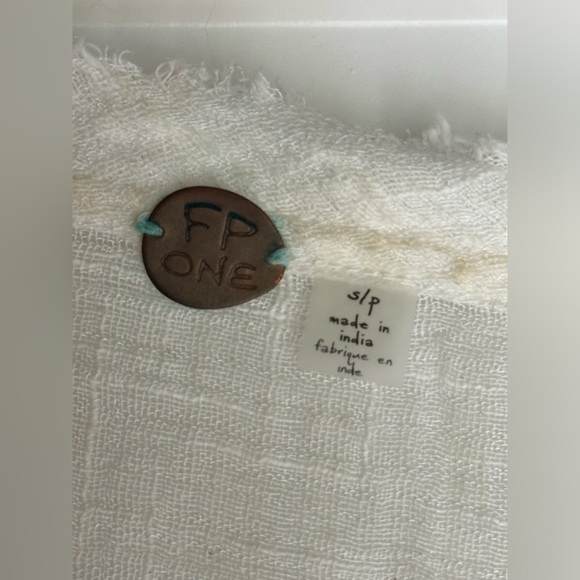 FP
ONE
s/p
made in
india
fabrique en
inde